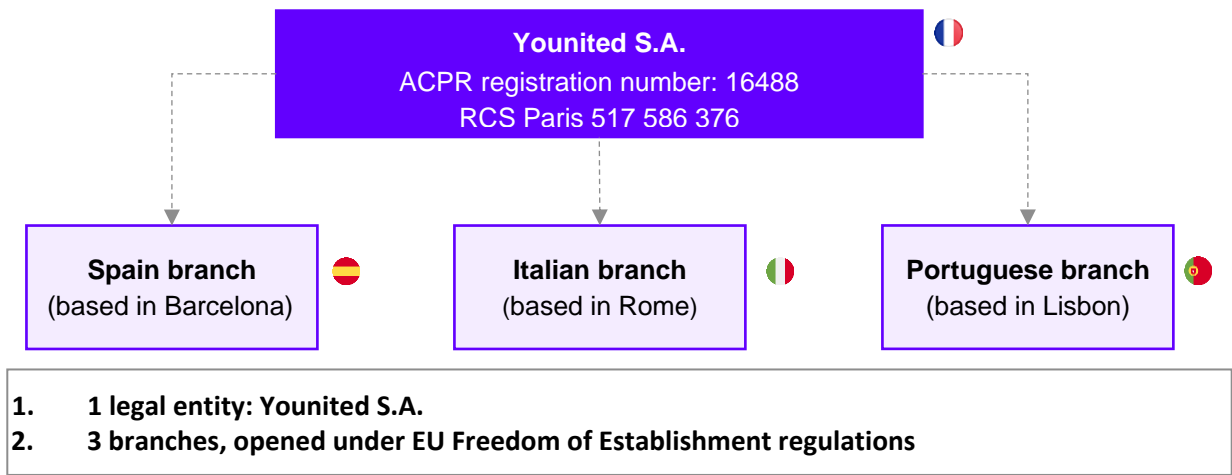 Younited S.A.
ACPR registration number: 16488
RCS Paris 517 586 376
Spain branch
(based in Barcelona)
Italian branch
(based in Rome)
Portuguese branch
(based in Lisbon)
1. 1 legal entity: Younited S.A.
2. 3 branches, opened under EU Freedom of Establishment regulations